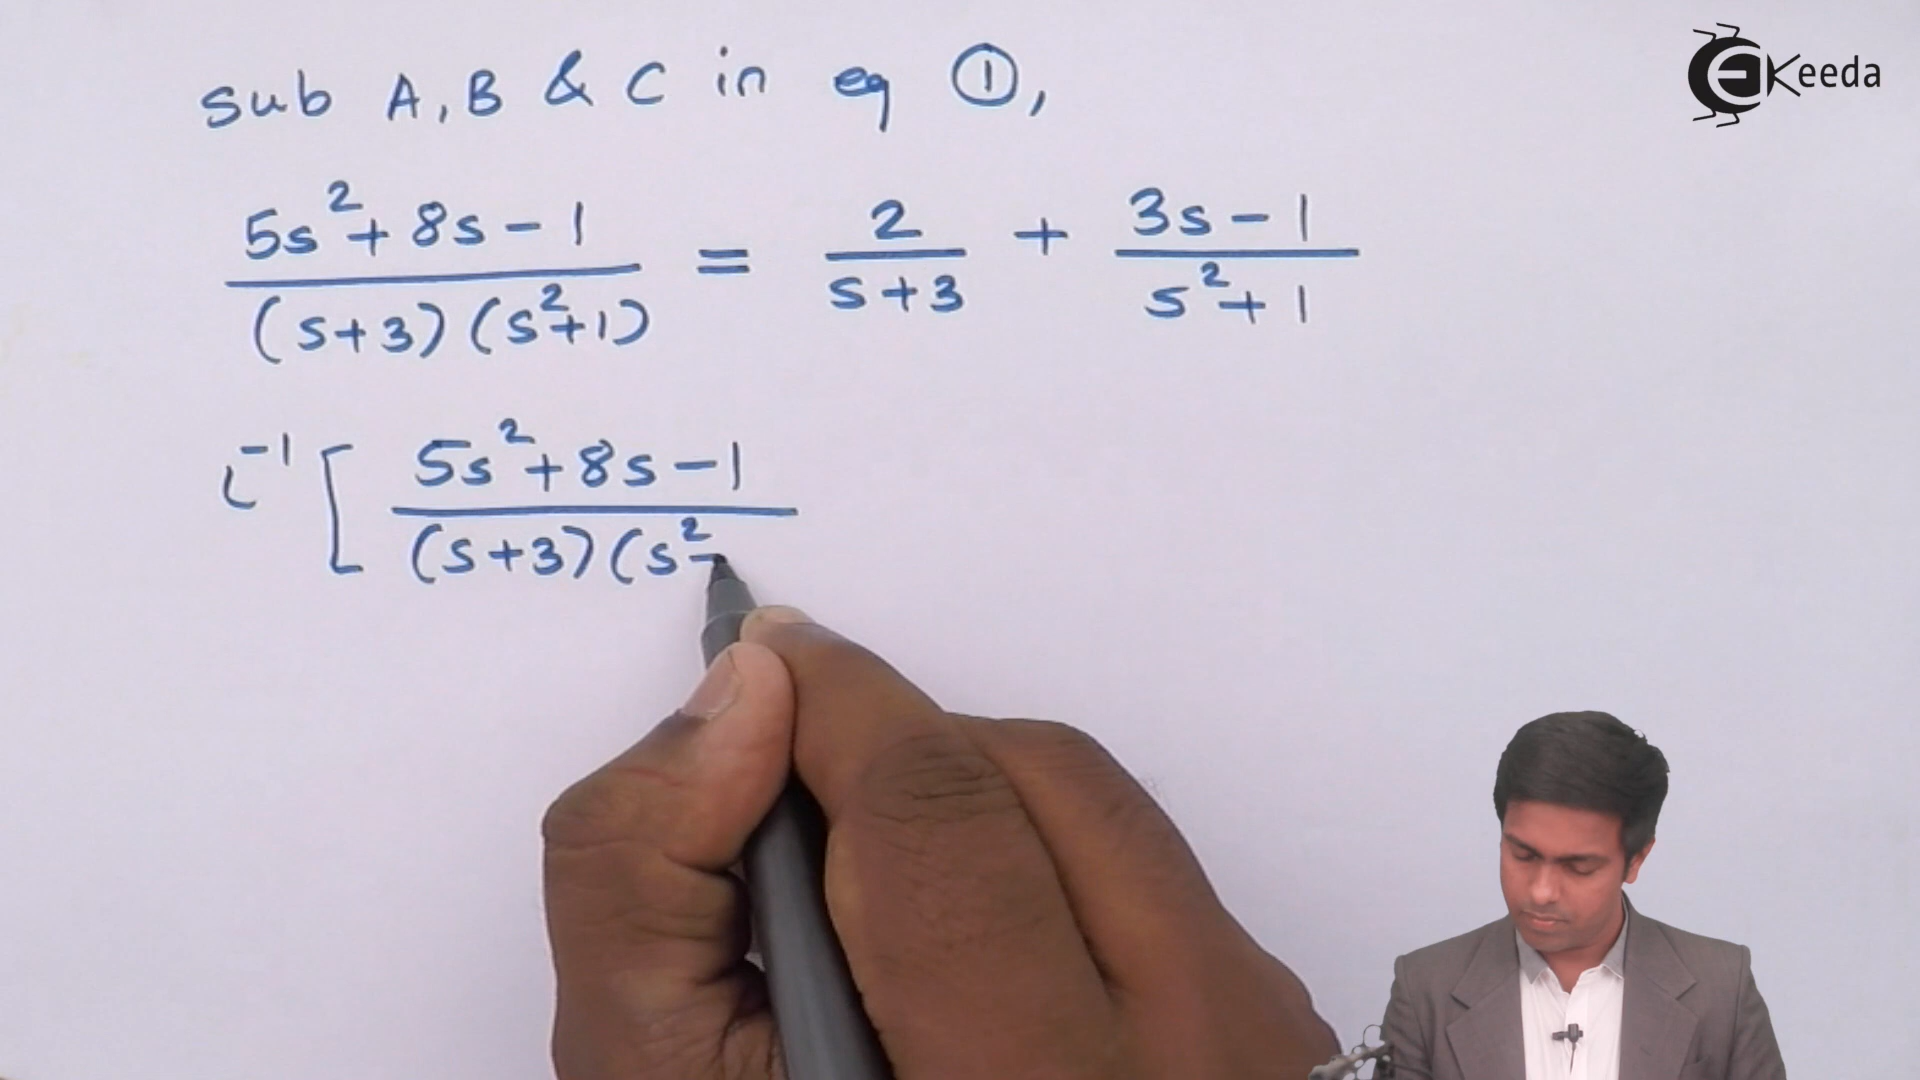 sub A, B & C in eq ①,
EKeeda
5s²+8s-1 / (s+3)(s²+1) = 2 / s+3 + 3s-1 / s²+1
L⁻¹ [ 5s²+8s-1 / (s+3)(s²